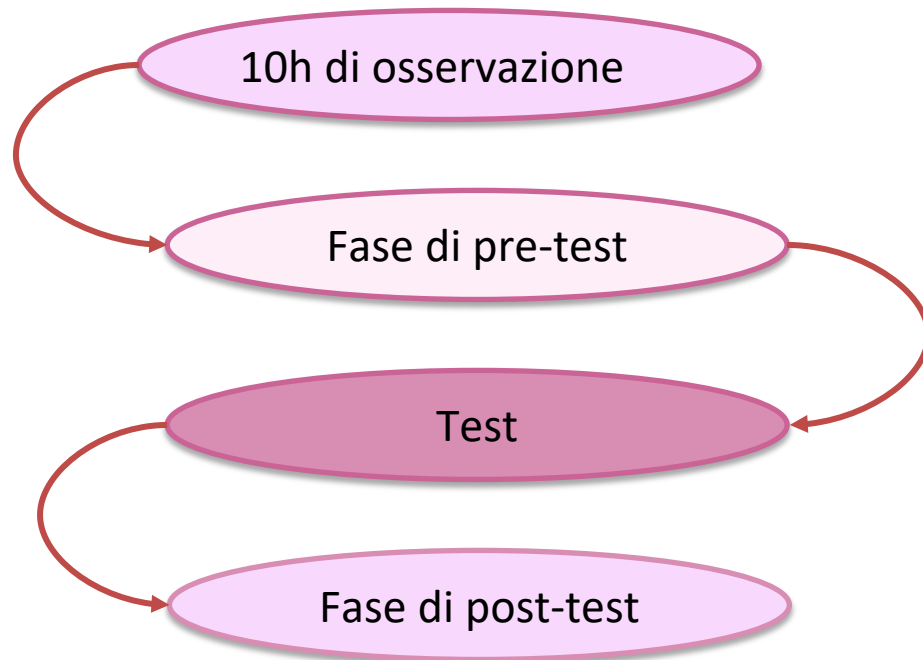 10h di osservazione
Fase di pre-test
Test
Fase di post-test